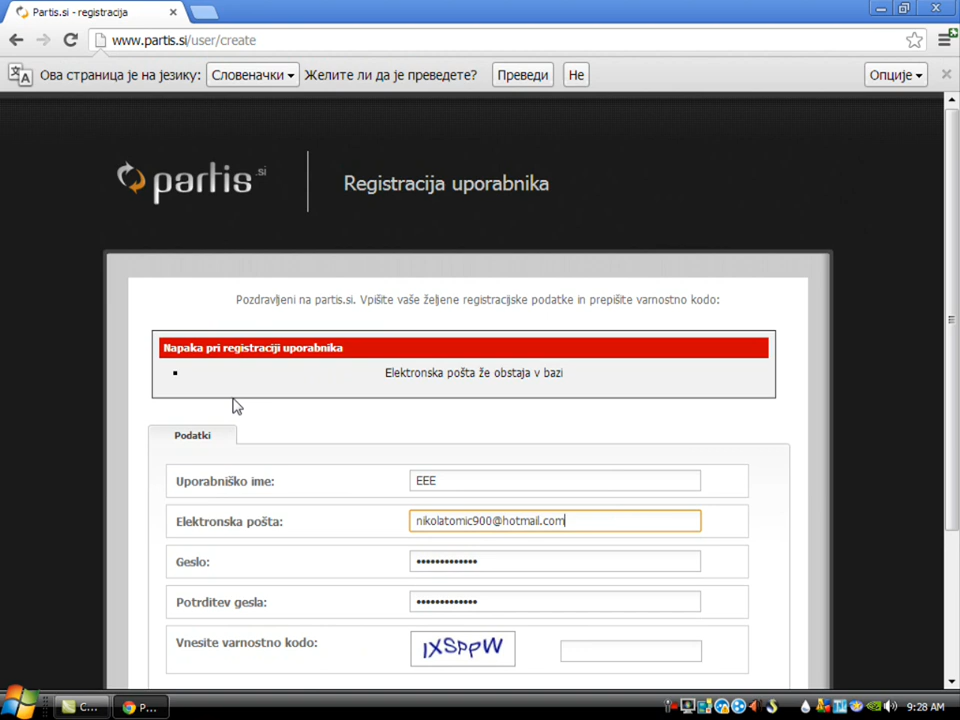 Partis.si - registracija
www.partis.si/user/create
Ова страница је на језику: Словеначки Желите ли да је преведете? Преведи Не Опције
partis.si
Registracija uporabnika
Pozdravljeni na partis.si. Vpišite vaše željene registracijske podatke in prepišite varnostno kodo:
Napaka pri registraciji uporabnika
Elektronska pošta že obstaja v bazi
Podatki
Uporabniško ime: EEE
Elektronska pošta: nikolatomic900@hotmail.com
Geslo: •••••••••••••
Potrditev gesla: •••••••••••••
Vnesite varnostno kodo: IXSppW
C... P... 9:28 AM